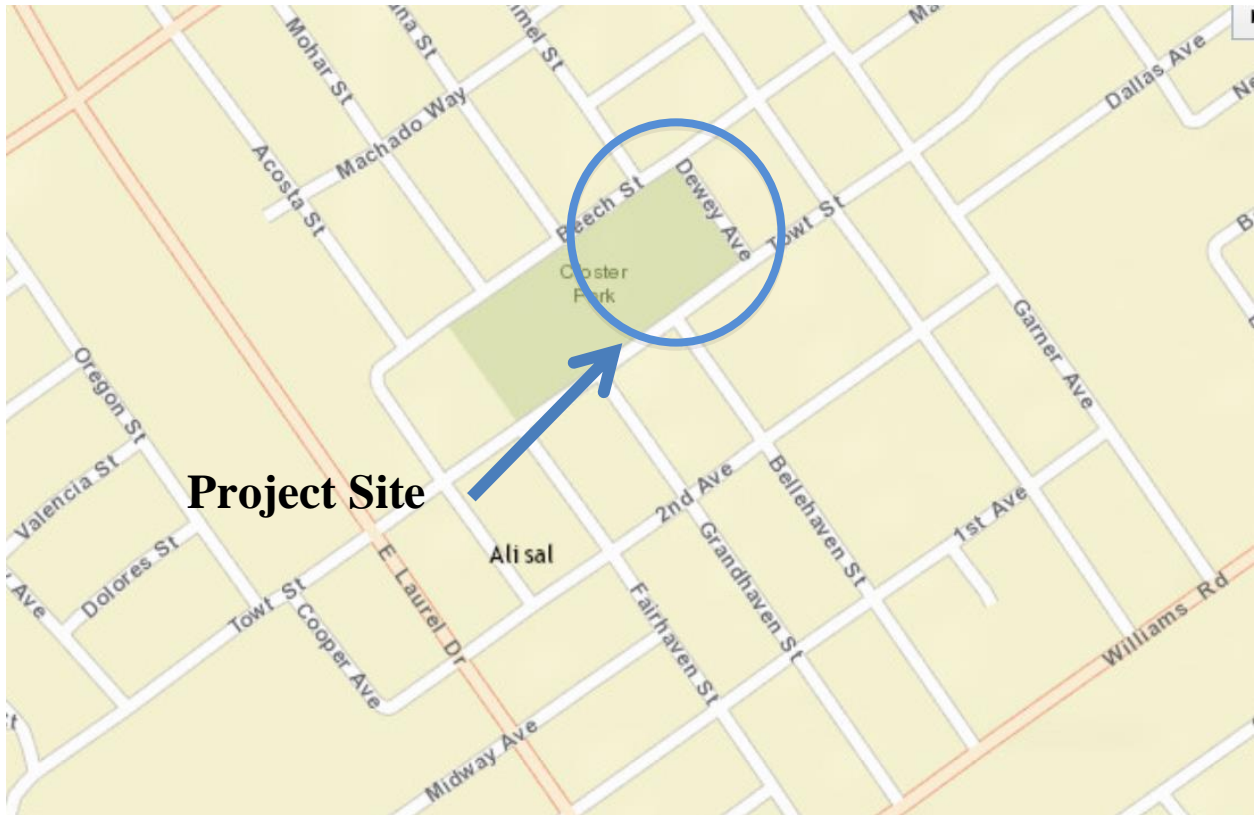 Mohar St
Machado Way
Acosta St
Dallas Ave
Beech St
Dewey Ave
Towt St
Closter
Park
Garner Ave
Oregon St
Valencia St
Dolores St
Project Site
Alisal
2nd Ave
Bellehaven St
1st Ave
Grandhaven St
Fairhaven St
Towt St
Cooper Ave
E Laurel Dr
Williams Rd
Midway Ave
Ave